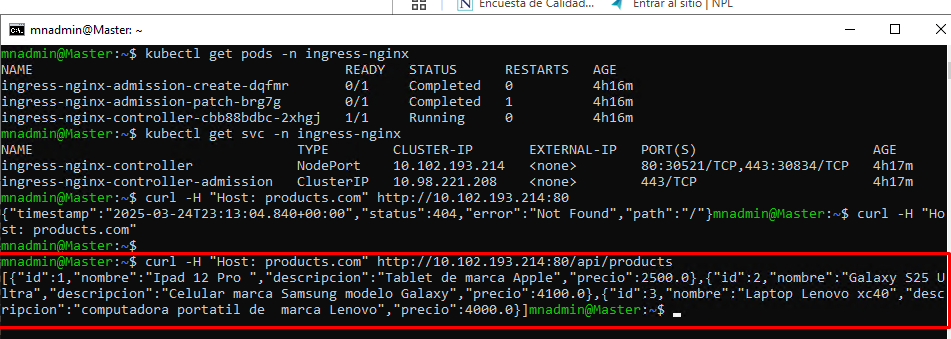 Encuesta de Calidad... Entrar al sitio | NPL
mnadmin@Master: ~
mnadmin@Master:~$ kubectl get pods -n ingress-nginx
NAME READY STATUS RESTARTS AGE
ingress-nginx-admission-create-dqfmr 0/1 Completed 0 4h16m
ingress-nginx-admission-patch-brg7g 0/1 Completed 1 4h16m
ingress-nginx-controller-cbb88bdbc-2xhgj 1/1 Running 0 4h16m
mnadmin@Master:~$ kubectl get svc -n ingress-nginx
NAME TYPE CLUSTER-IP EXTERNAL-IP PORT(S) AGE
ingress-nginx-controller NodePort 10.102.193.214 <none> 80:30521/TCP,443:30834/TCP 4h17m
ingress-nginx-controller-admission ClusterIP 10.98.221.208 <none> 443/TCP 4h17m
mnadmin@Master:~$ curl -H "Host: products.com" http://10.102.193.214:80
{"timestamp":"2025-03-24T23:13:04.840+00:00","status":404,"error":"Not Found","path":"/"}mnadmin@Master:~$ curl -H "Ho
st: products.com"
mnadmin@Master:~$
mnadmin@Master:~$ curl -H "Host: products.com" http://10.102.193.214:80/api/products
[{"id":1,"nombre":"Ipad 12 Pro ","descripcion":"Tablet de marca Apple","precio":2500.0},{"id":2,"nombre":"Galaxy S25 U
ltra","descripcion":"Celular marca Samsung modelo Galaxy","precio":4100.0},{"id":3,"nombre":"Laptop Lenovo xc40","desc
ripcion":"computadora portatil de  marca Lenovo","precio":4000.0}]mnadmin@Master:~$